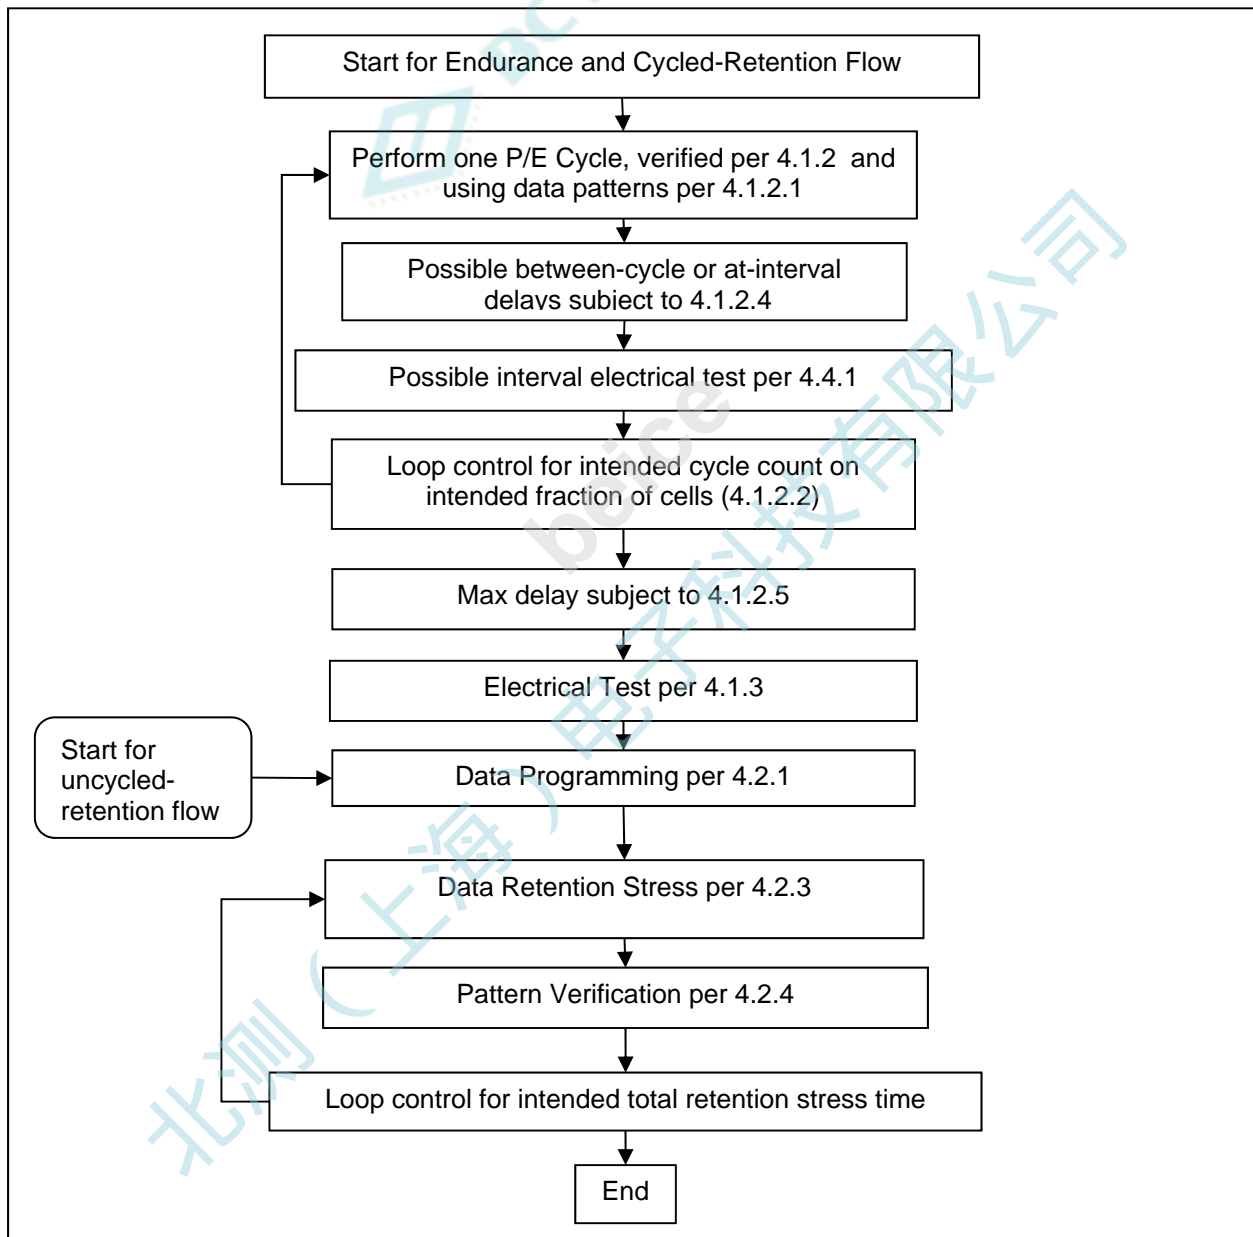 Start for Endurance and Cycled-Retention Flow
Perform one P/E Cycle, verified per 4.1.2 and
using data patterns per 4.1.2.1
Possible between-cycle or at-interval
delays subject to 4.1.2.4
Possible interval electrical test per 4.4.1
Loop control for intended cycle count on
intended fraction of cells (4.1.2.2)
Max delay subject to 4.1.2.5
Electrical Test per 4.1.3
Start for
uncycled-
retention flow
Data Programming per 4.2.1
Data Retention Stress per 4.2.3
Pattern Verification per 4.2.4
Loop control for intended total retention stress time
End
beice
北测（上海）电子科技有限公司